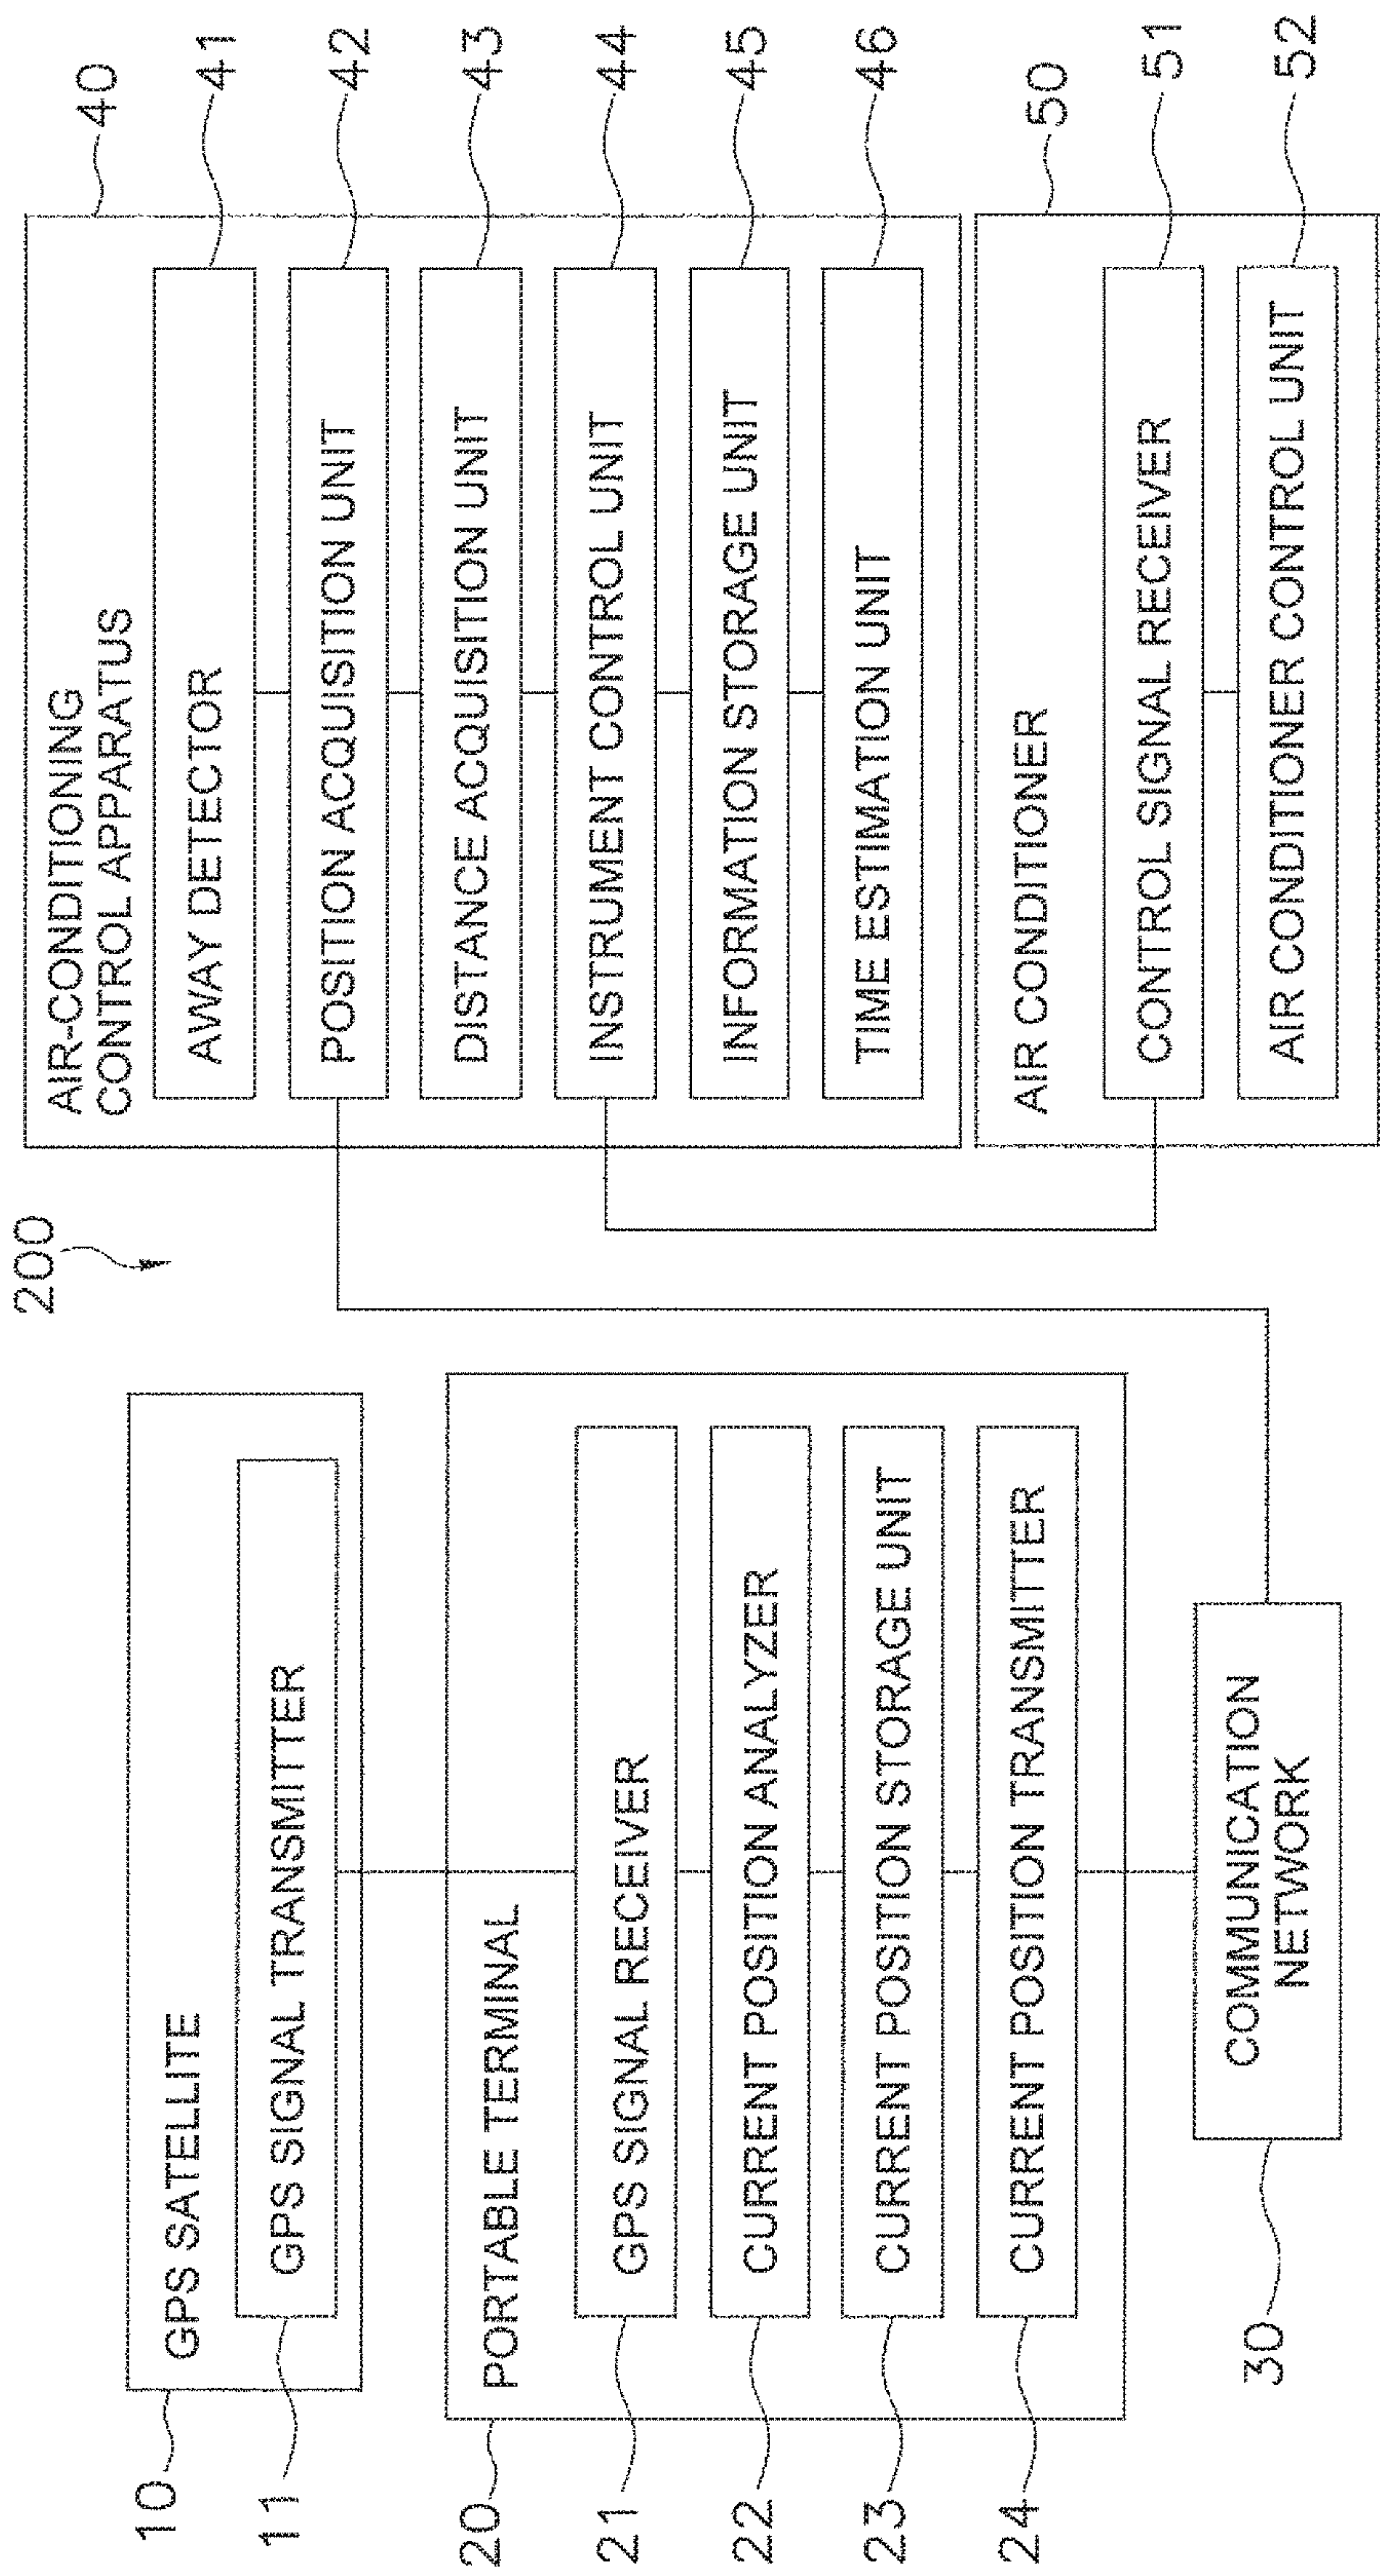 200
10
GPS SATELLITE
11
GPS SIGNAL TRANSMITTER
20
PORTABLE TERMINAL
21
GPS SIGNAL RECEIVER
22
CURRENT POSITION ANALYZER
23
CURRENT POSITION STORAGE UNIT
24
CURRENT POSITION TRANSMITTER
30
COMMUNICATION
NETWORK
AIR-CONDITIONING
CONTROL APPARATUS
40
AWAY DETECTOR
41
POSITION ACQUISITION UNIT
42
DISTANCE ACQUISITION UNIT
43
INSTRUMENT CONTROL UNIT
44
INFORMATION STORAGE UNIT
45
TIME ESTIMATION UNIT
46
AIR CONDITIONER
50
CONTROL SIGNAL RECEIVER
51
AIR CONDITIONER CONTROL UNIT
52